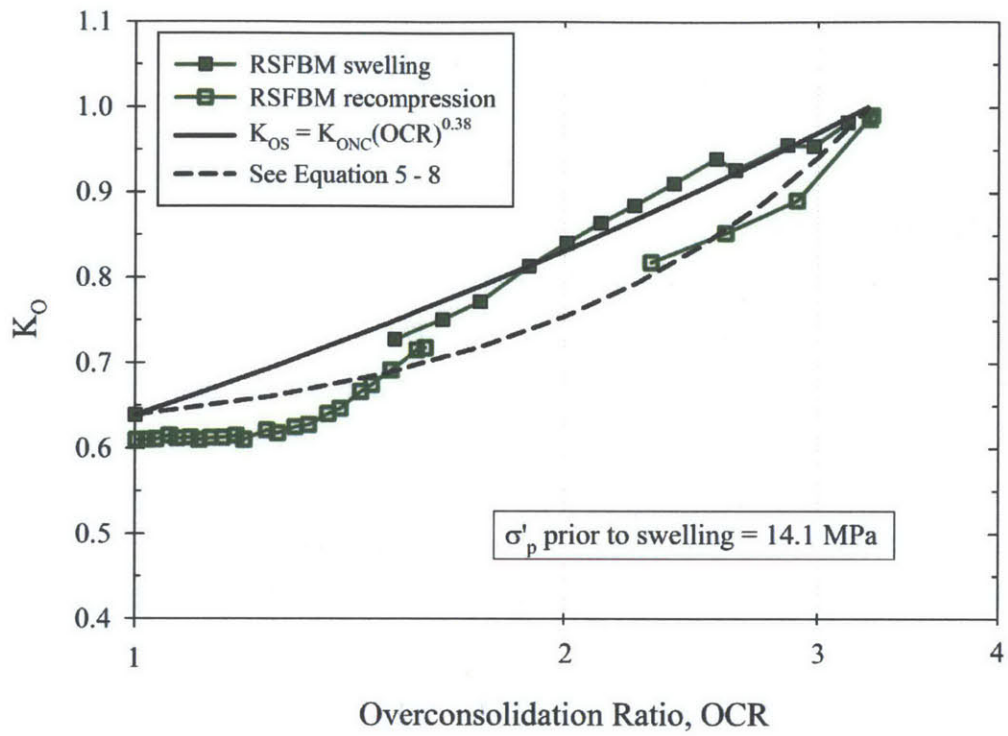 1.1
1.0
0.9
0.8
0.7
0.6
0.5
0.4
K_O
RSFBM swelling
RSFBM recompression
K_OS = K_ONC(OCR)^0.38
See Equation 5 - 8
σ'_p prior to swelling = 14.1 MPa
1 2 3 4
Overconsolidation Ratio, OCR